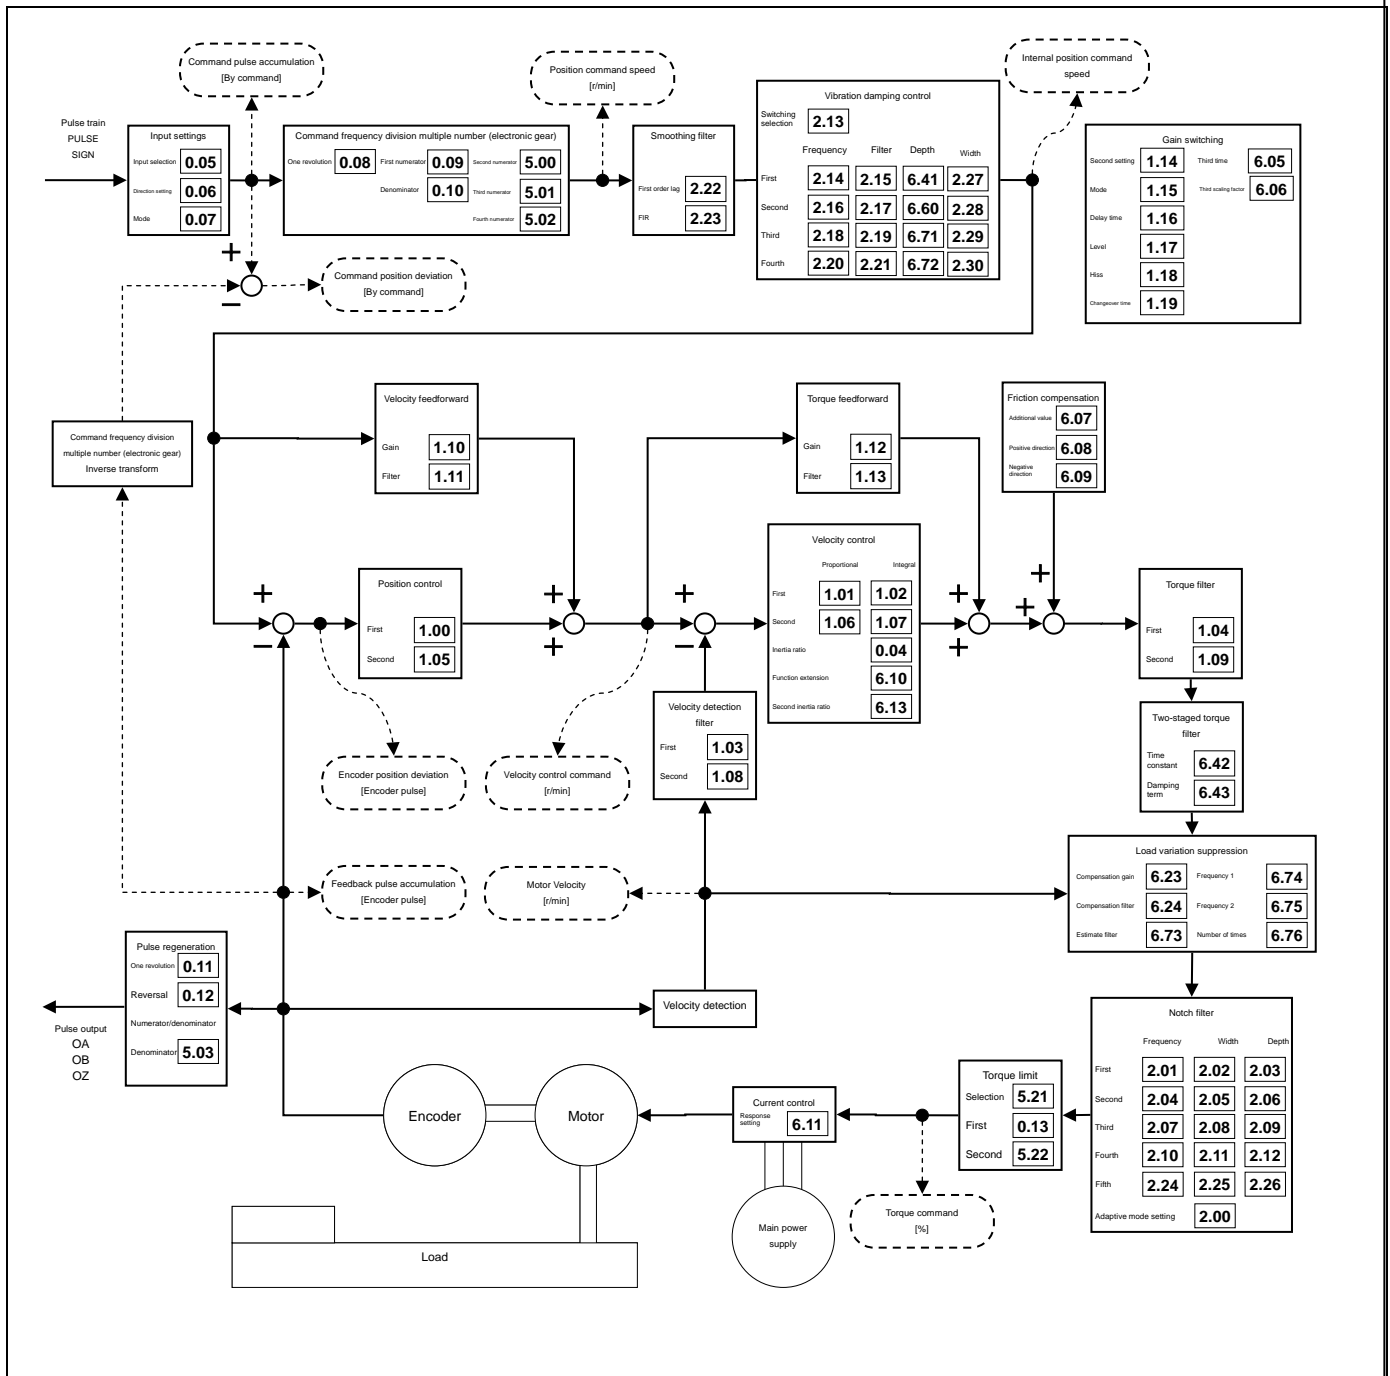 Command pulse accumulation
[By command]
Position command speed
[r/min]
Internal position command
speed
Pulse train
PULSE
SIGN
Input settings
Input selection 0.05
Direction setting 0.06
Mode 0.07
Command frequency division multiple number (electronic gear)
One revolution 0.08 First numerator 0.09 Second numerator 5.00
Denominator 0.10 Third numerator 5.01
Fourth numerator 5.02
Smoothing filter
First order lag 2.22
FIR 2.23
Vibration damping control
Switching
selection 2.13
Frequency Filter Depth Width
First 2.14 2.15 6.41 2.27
Second 2.16 2.17 6.60 2.28
Third 2.18 2.19 6.71 2.29
Fourth 2.20 2.21 6.72 2.30
Gain switching
Second setting 1.14 Third time 6.05
Mode 1.15 Third scaling factor 6.06
Delay time 1.16
Level 1.17
Hiss 1.18
Changeover time 1.19
+
−
Command position deviation
[By command]
Command frequency division
multiple number (electronic gear)
Inverse transform
Velocity feedforward
Gain 1.10
Filter 1.11
Torque feedforward
Gain 1.12
Filter 1.13
Friction compensation
Additional value 6.07
Positive direction 6.08
Negative
direction 6.09
+
−
Position control
First 1.00
Second 1.05
+
+
+
−
Velocity control
Proportional Integral
First 1.01 1.02
Second 1.06 1.07
Inertia ratio 0.04
Function extension 6.10
Second inertia ratio 6.13
+
+
+
+
Torque filter
First 1.04
Second 1.09
Velocity detection
filter
First 1.03
Second 1.08
Two-staged torque
filter
Time
constant 6.42
Damping
term 6.43
Encoder position deviation
[Encoder pulse]
Velocity control command
[r/min]
Load variation suppression
Compensation gain 6.23 Frequency 1 6.74
Compensation filter 6.24 Frequency 2 6.75
Estimate filter 6.73 Number of times 6.76
Feedback pulse accumulation
[Encoder pulse]
Motor Velocity
[r/min]
Pulse regeneration
One revolution 0.11
Reversal 0.12
Numerator/denominator
Denominator 5.03
Pulse output
OA
OB
OZ
Velocity detection
Notch filter
Frequency Width Depth
First 2.01 2.02 2.03
Second 2.04 2.05 2.06
Third 2.07 2.08 2.09
Fourth 2.10 2.11 2.12
Fifth 2.24 2.25 2.26
Adaptive mode setting 2.00
Torque limit
Selection 5.21
First 0.13
Second 5.22
Current control
Response
setting 6.11
Encoder
Motor
Torque command
[%]
Main power
supply
Load